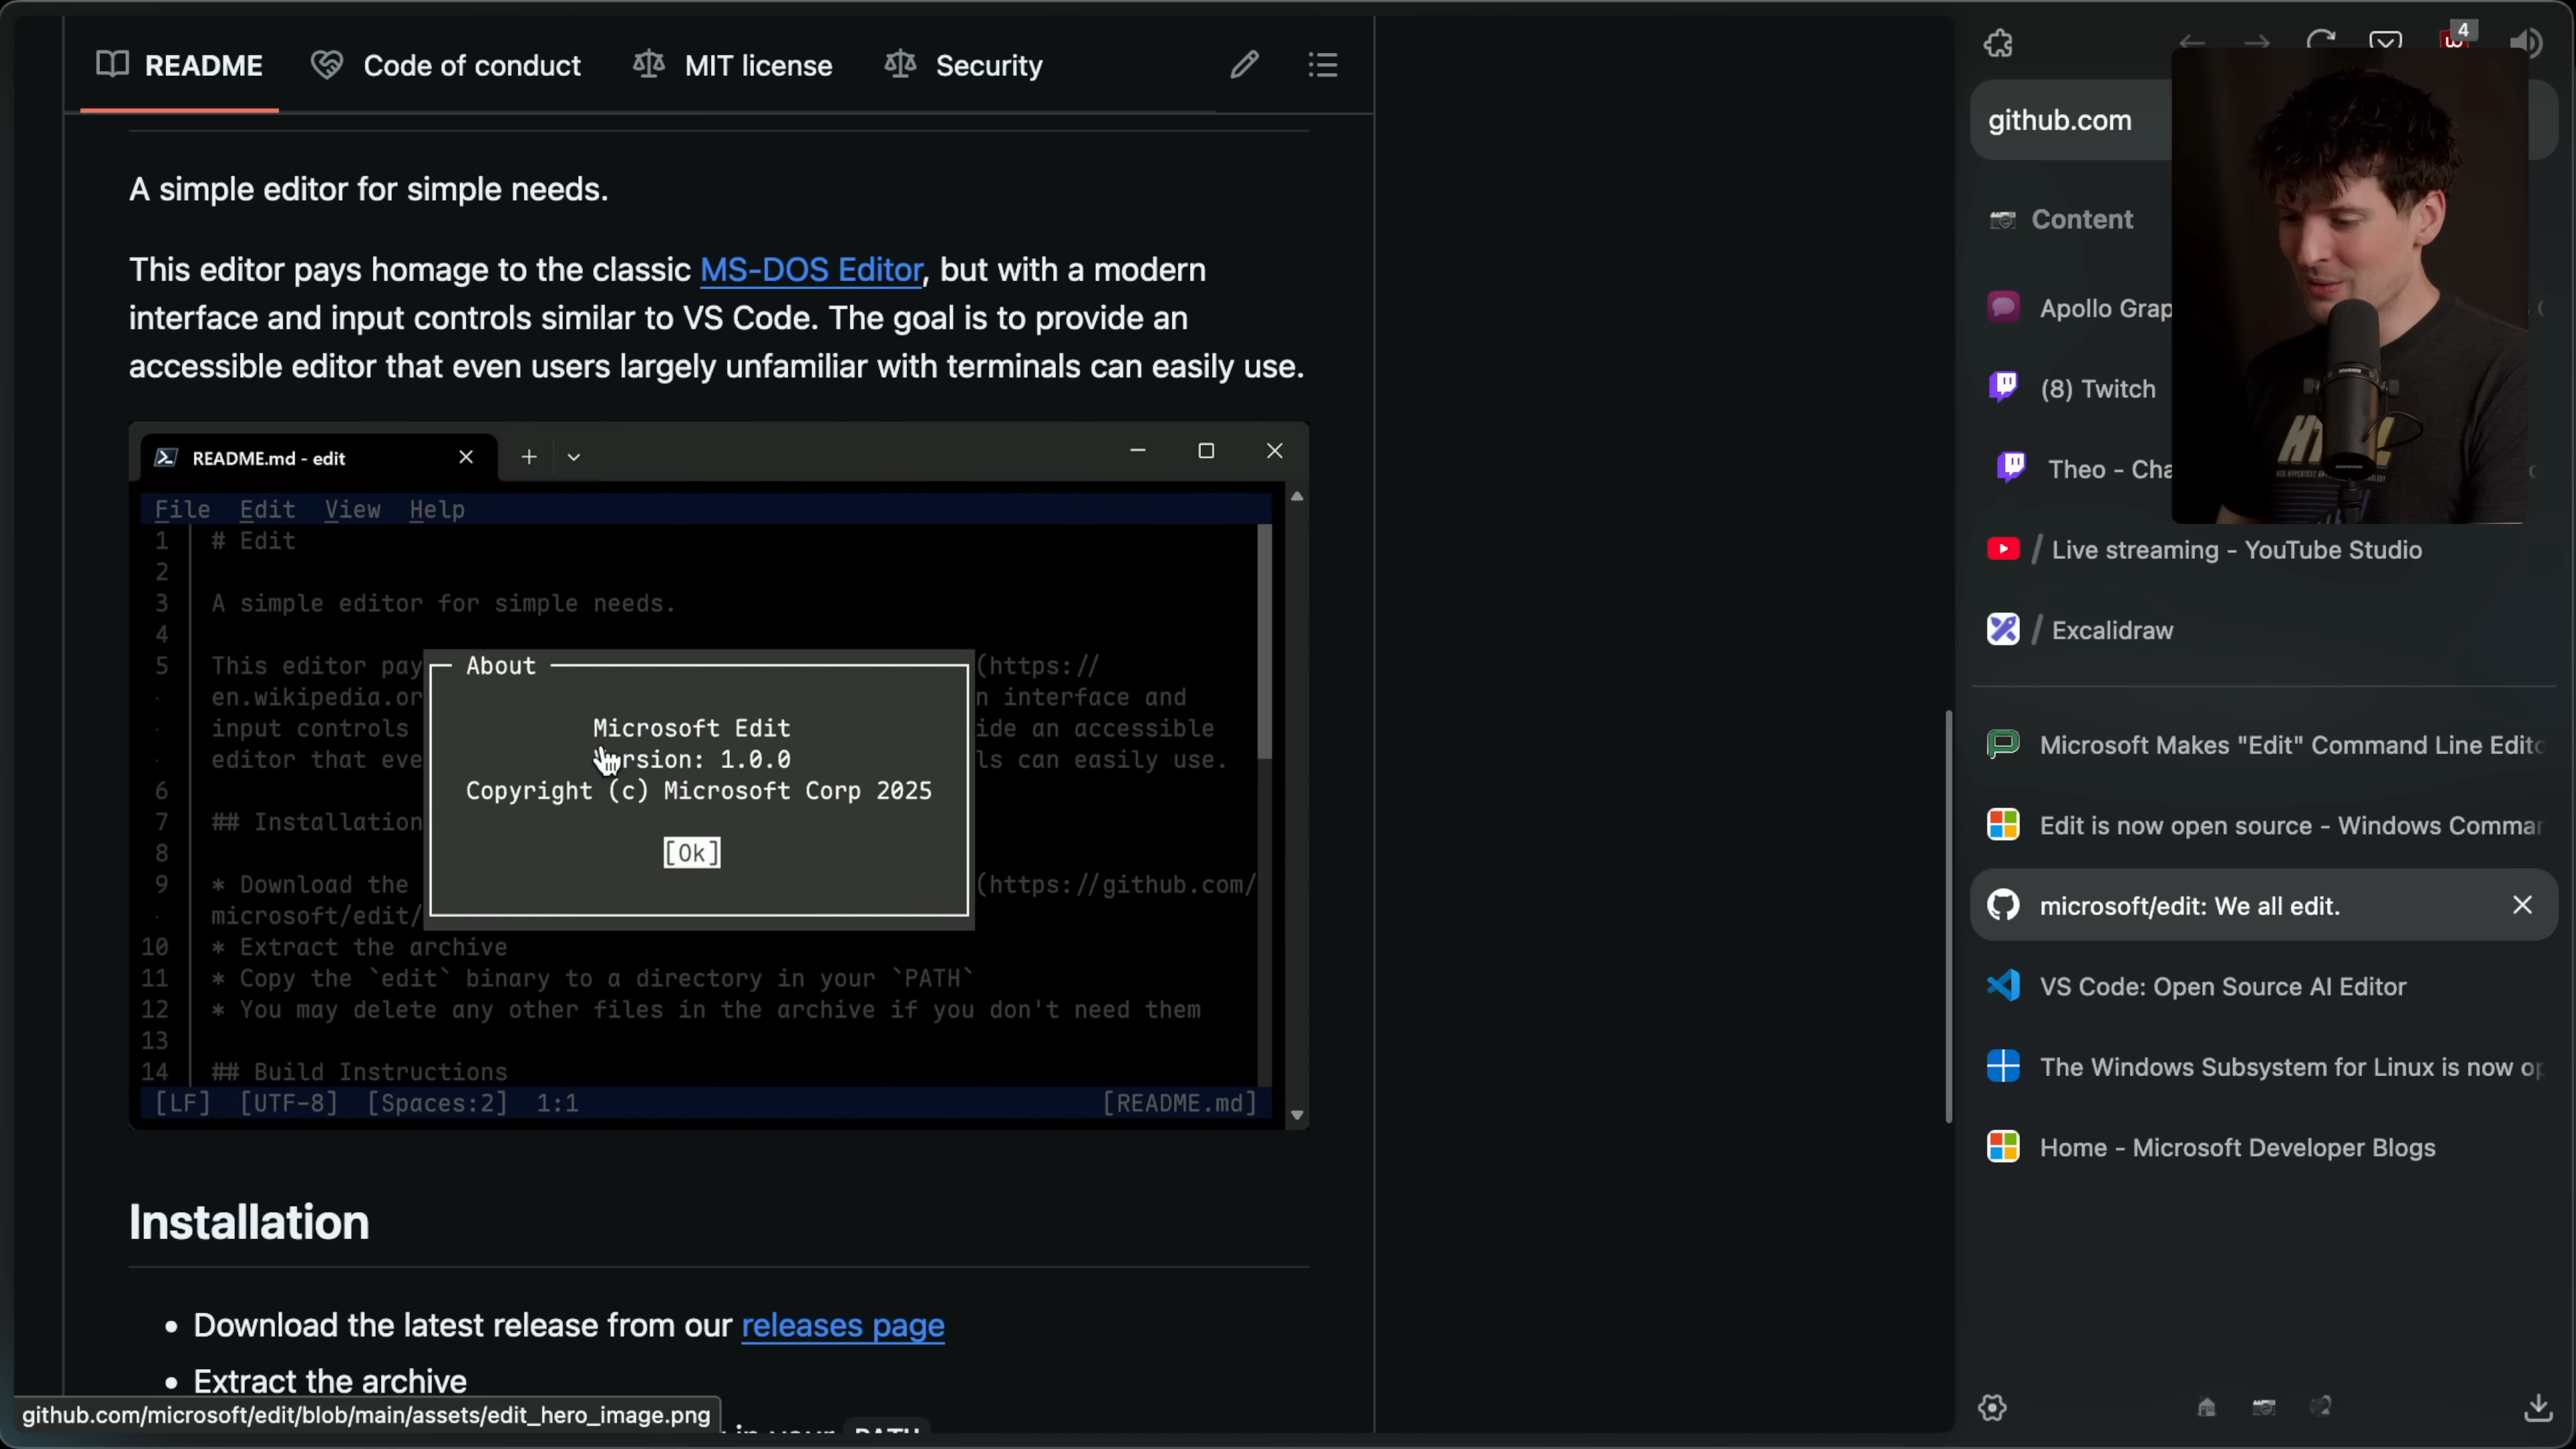 README
Code of conduct
MIT license
Security
A simple editor for simple needs.
This editor pays homage to the classic MS-DOS Editor, but with a modern
interface and input controls similar to VS Code. The goal is to provide an
accessible editor that even users largely unfamiliar with terminals can easily use.
README.md - edit
File Edit View Help
1 # Edit
2
3 A simple editor for simple needs.
4
5 This editor pay (https://
en.wikipedia.or n interface and
input controls ide an accessible
editor that eve ls can easily use.
6
7 ## Installation
8
9 * Download the (https://github.com/
microsoft/edit/
10 * Extract the archive
11 * Copy the `edit` binary to a directory in your `PATH`
12 * You may delete any other files in the archive if you don't need them
13
14 ## Build Instructions
About
Microsoft Edit
rsion: 1.0.0
Copyright (c) Microsoft Corp 2025
[Ok]
[LF] [UTF-8] [Spaces:2] 1:1 [README.md]
Installation
• Download the latest release from our releases page
• Extract the archive
in your PATH
github.com/microsoft/edit/blob/main/assets/edit_hero_image.png
4
github.com
Content
Apollo Grap
(8) Twitch
Theo - Cha
/ Live streaming - YouTube Studio
/ Excalidraw
Microsoft Makes "Edit" Command Line Edito
Edit is now open source - Windows Comman
microsoft/edit: We all edit.
VS Code: Open Source AI Editor
The Windows Subsystem for Linux is now op
Home - Microsoft Developer Blogs